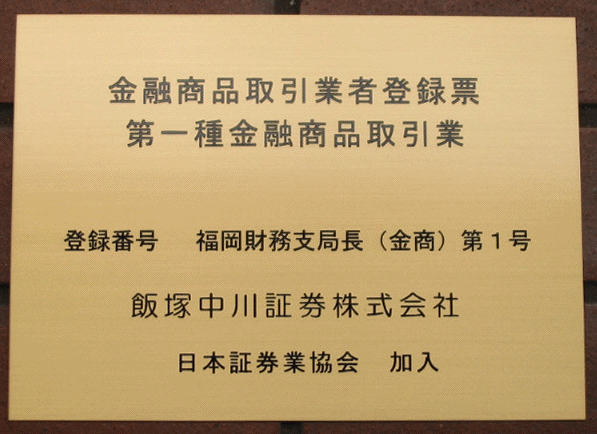 金融商品取引業者登録票
第一種金融商品取引業
登録番号　福岡財務支局長（金商）第１号
飯塚中川証券株式会社
日本証券業協会　加入